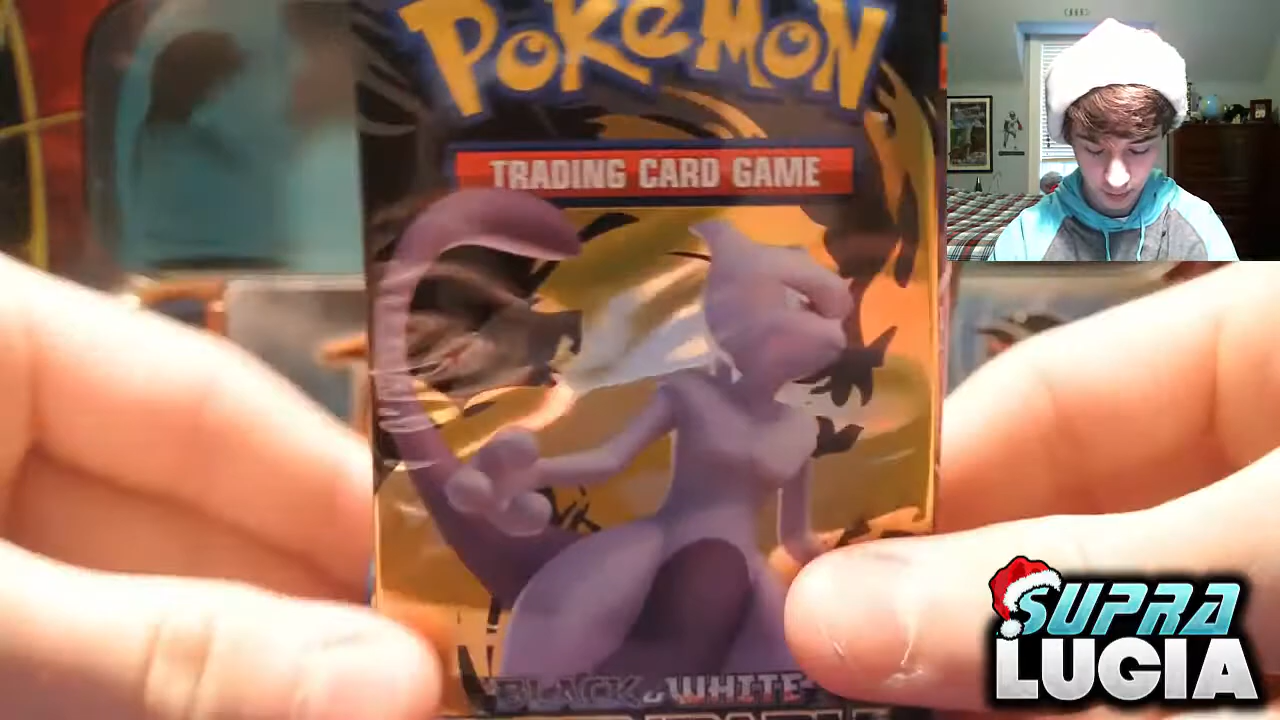 POKéMON
TRADING CARD GAME
BLACK & WHITE
SUPRA
LUGIA